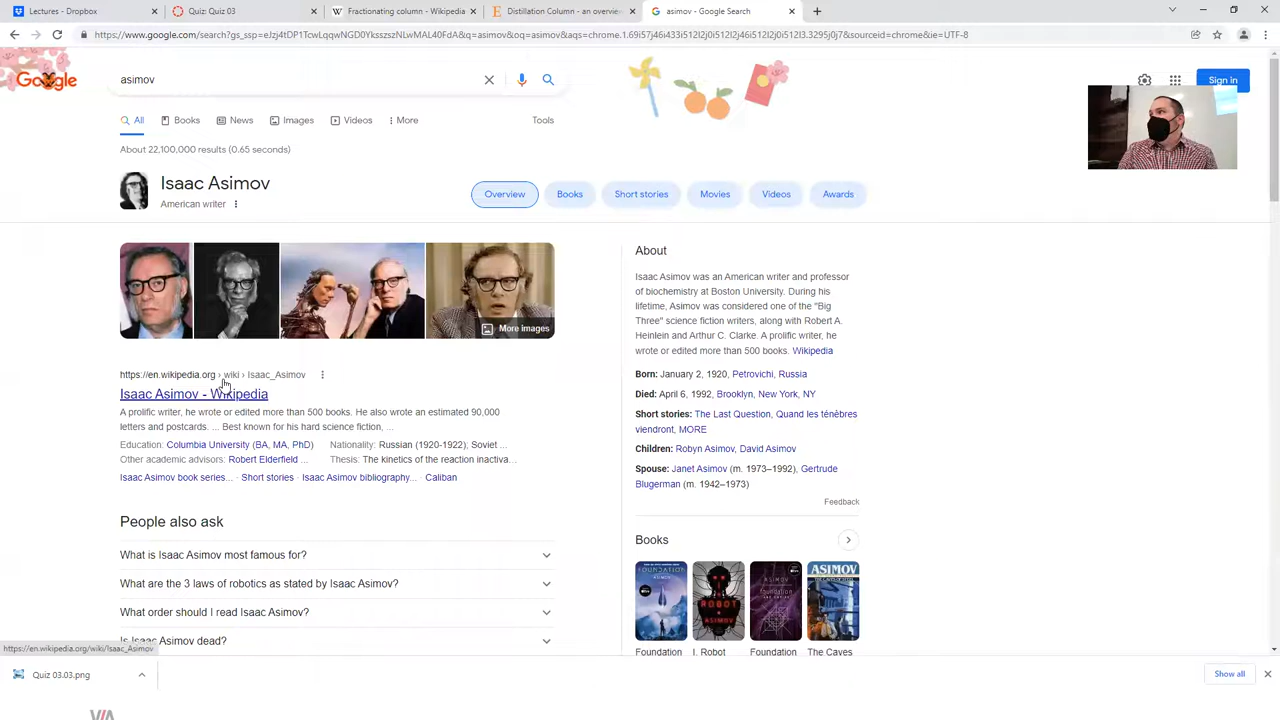 Lectures - Dropbox
Quiz: Quiz 03
Fractionating column - Wikipedia
Distillation Column - an overview
asimov - Google Search
https://www.google.com/search?gs_ssp=eJzj4tDP1TcwLqqwNGD0YksszszNLwMAL40FdA&q=asimov&oq=asimov&aqs=chrome.1.69i57j46i433i512l2j46i512l2j0i512l3.3295j0j7&sourceid=chrome&ie=UTF-8
Google
asimov
Sign in
All
Books
News
Images
Videos
More
Tools
About 22,100,000 results (0.65 seconds)
Isaac Asimov
American writer
Overview
Books
Short stories
Movies
Videos
Awards
More images
https://en.wikipedia.org › wiki › Isaac_Asimov
Isaac Asimov - Wikipedia
A prolific writer, he wrote or edited more than 500 books. He also wrote an estimated 90,000
letters and postcards. ... Best known for his hard science fiction, ...
Education: Columbia University (BA, MA, PhD) Nationality: Russian (1920-1922); Soviet ...
Other academic advisors: Robert Elderfield ... Thesis: The kinetics of the reaction inactiva...
Isaac Asimov book series... Short stories · Isaac Asimov bibliography... · Caliban
People also ask
What is Isaac Asimov most famous for?
What are the 3 laws of robotics as stated by Isaac Asimov?
What order should I read Isaac Asimov?
Is Isaac Asimov dead?
About
Isaac Asimov was an American writer and professor
of biochemistry at Boston University. During his
lifetime, Asimov was considered one of the "Big
Three" science fiction writers, along with Robert A.
Heinlein and Arthur C. Clarke. A prolific writer, he
wrote or edited more than 500 books. Wikipedia
Born: January 2, 1920, Petrovichi, Russia
Died: April 6, 1992, Brooklyn, New York, NY
Short stories: The Last Question, Quand les ténèbres
viendront, MORE
Children: Robyn Asimov, David Asimov
Spouse: Janet Asimov (m. 1973–1992), Gertrude
Blugerman (m. 1942–1973)
Feedback
Books
FOUNDATION
ROBOT
ASIMOV
foundation
ASIMOV
Foundation
I, Robot
Foundation
The Caves
https://en.wikipedia.org/wiki/Isaac_Asimov
Quiz 03.03.png
Show all